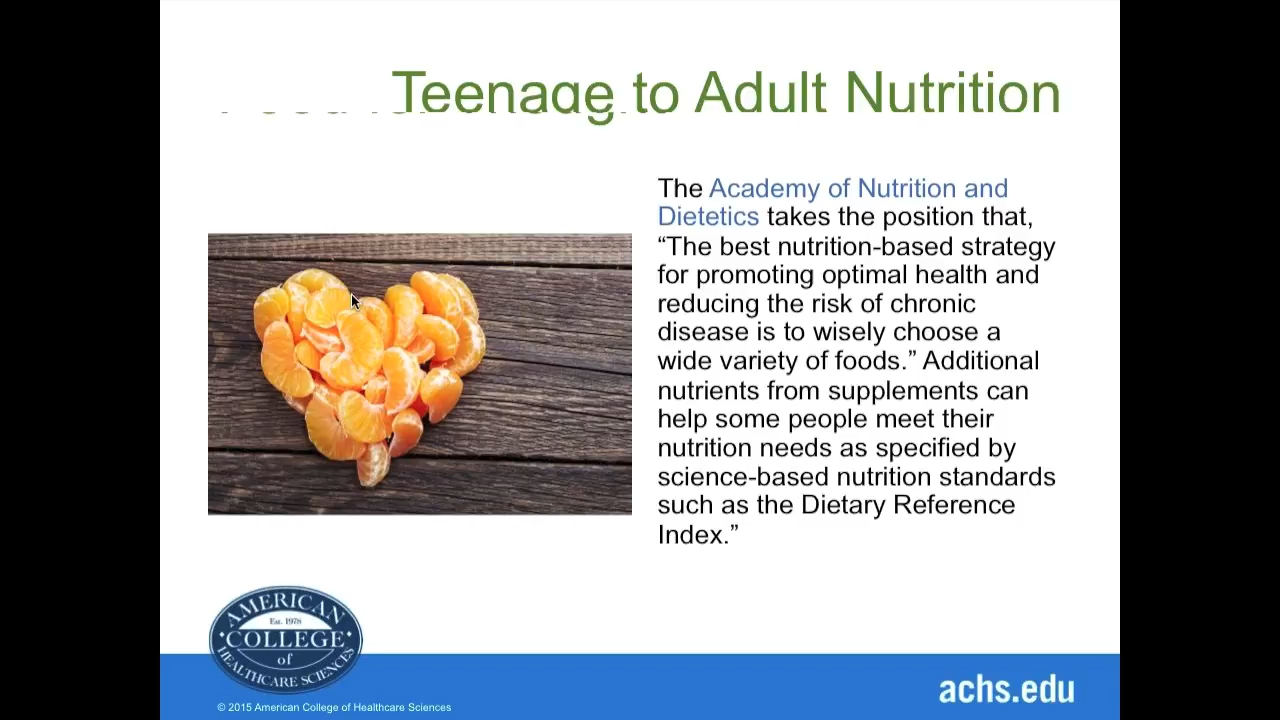 Teenage to Adult Nutrition
The Academy of Nutrition and
Dietetics takes the position that,
“The best nutrition-based strategy
for promoting optimal health and
reducing the risk of chronic
disease is to wisely choose a
wide variety of foods.” Additional
nutrients from supplements can
help some people meet their
nutrition needs as specified by
science-based nutrition standards
such as the Dietary Reference
Index.”
AMERICAN
Est. 1978
COLLEGE
of
HEALTHCARE SCIENCES
achs.edu
© 2015 American College of Healthcare Sciences